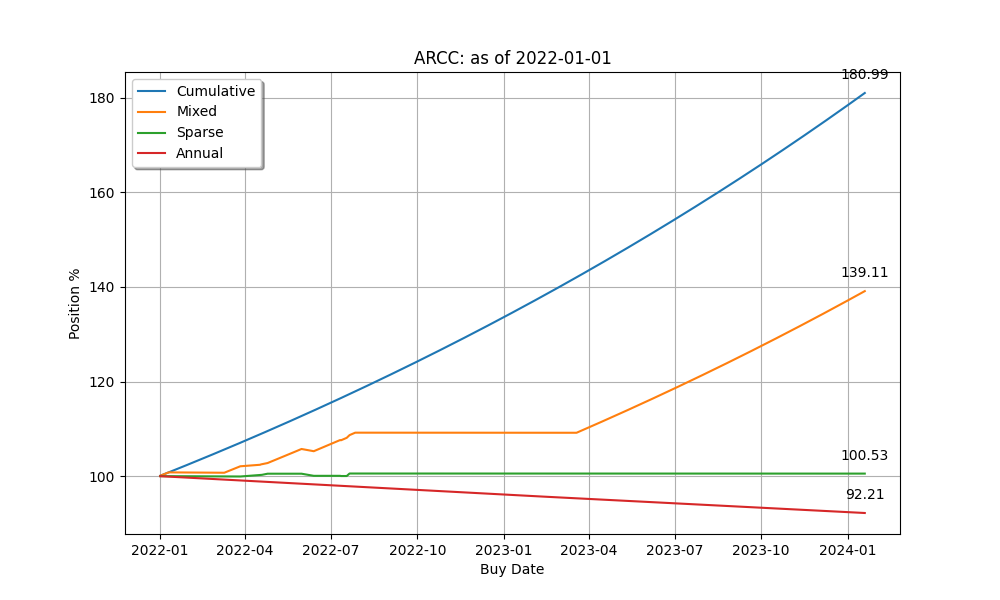 ARCC: as of 2022-01-01
180.99
Cumulative
Mixed
Sparse
Annual
180
160
139.11
140
120
100.53
100
92.21
Position %
2022-01 2022-04 2022-07 2022-10 2023-01 2023-04 2023-07 2023-10 2024-01
Buy Date